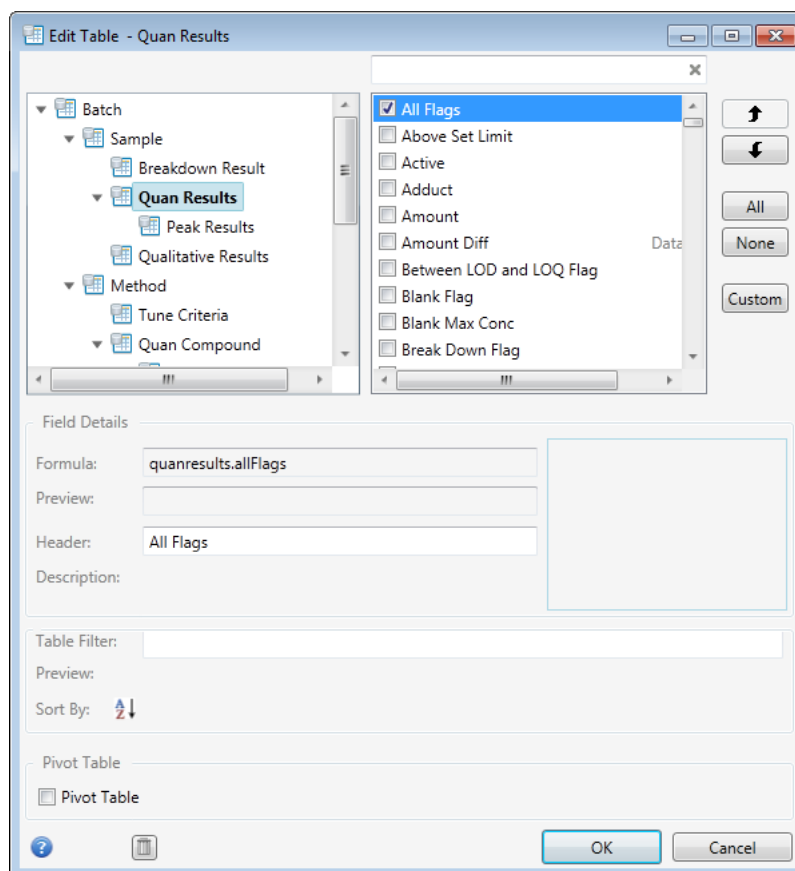 Edit Table - Quan Results
Batch
Sample
Breakdown Result
Quan Results
Peak Results
Qualitative Results
Method
Tune Criteria
Quan Compound
All Flags
Above Set Limit
Active
Adduct
Amount
Amount Diff Data
Between LOD and LOQ Flag
Blank Flag
Blank Max Conc
Break Down Flag
All
None
Custom
Field Details
Formula: quanresults.allFlags
Preview:
Header: All Flags
Description:
Table Filter:
Preview:
Sort By: AZ
Pivot Table
Pivot Table
OK Cancel